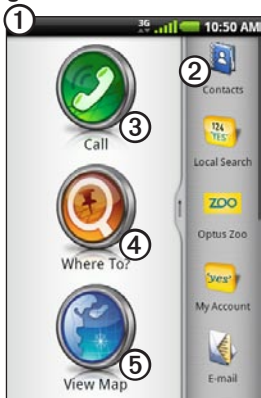 ①
3G 10:50 AM
②
Contacts
③
Call
124
YES'
Local Search
ZOO
Optus Zoo
④
Where To?
'yes'
My Account
⑤
View Map
E-mail